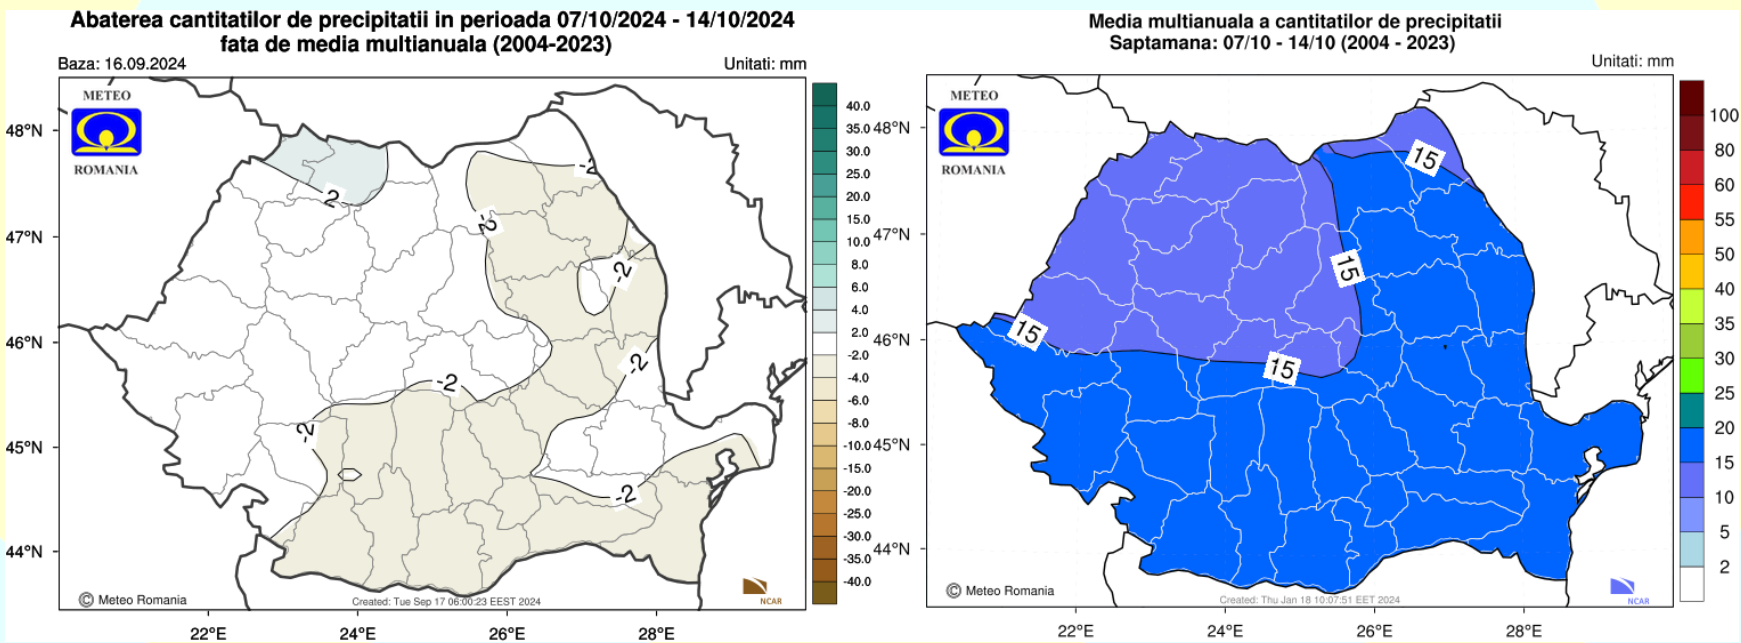 Abaterea cantitatilor de precipitatii in perioada 07/10/2024 - 14/10/2024
fata de media multianuala (2004-2023)
Baza: 16.09.2024
Unitati: mm
METEO
ROMANIA
48°N
47°N
46°N
45°N
44°N
2
-2
-2
-2
-2
-2
-2
-2
40.0
35.0
30.0
25.0
20.0
15.0
10.0
8.0
6.0
4.0
2.0
-2.0
-4.0
-6.0
-8.0
-10.0
-15.0
-20.0
-25.0
-30.0
-35.0
-40.0
© Meteo Romania
Created: Tue Sep 17 06:00:23 EEST 2024
NCAR
22°E
24°E
26°E
28°E
Media multianuala a cantitatilor de precipitatii
Saptamana: 07/10 - 14/10 (2004 - 2023)
Unitati: mm
METEO
ROMANIA
48°N
47°N
46°N
45°N
44°N
15
15
15
15
100
80
60
55
50
40
35
30
25
20
15
10
5
2
© Meteo Romania
Created: Thu Jan 18 10:07:51 EET 2024
NCAR
22°E
24°E
26°E
28°E